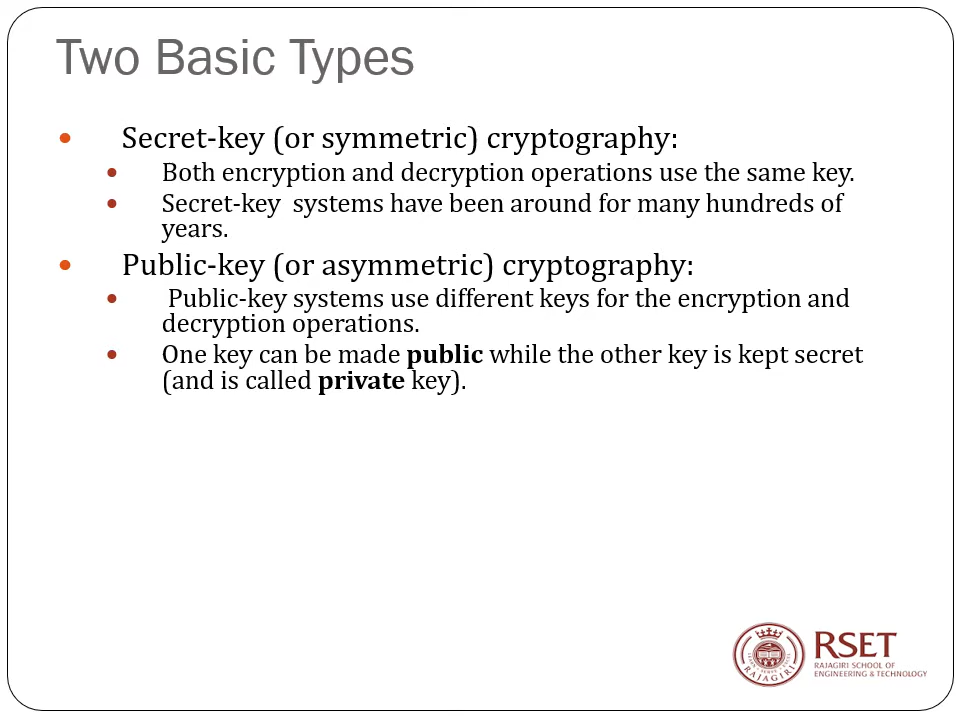 Two Basic Types
Secret-key (or symmetric) cryptography:
Both encryption and decryption operations use the same key.
Secret-key  systems have been around for many hundreds of
years.
Public-key (or asymmetric) cryptography:
Public-key systems use different keys for the encryption and
decryption operations.
One key can be made public while the other key is kept secret
(and is called private key).
RSET
RAJAGIRI SCHOOL OF
ENGINEERING & TECHNOLOGY
RAJAGIRI